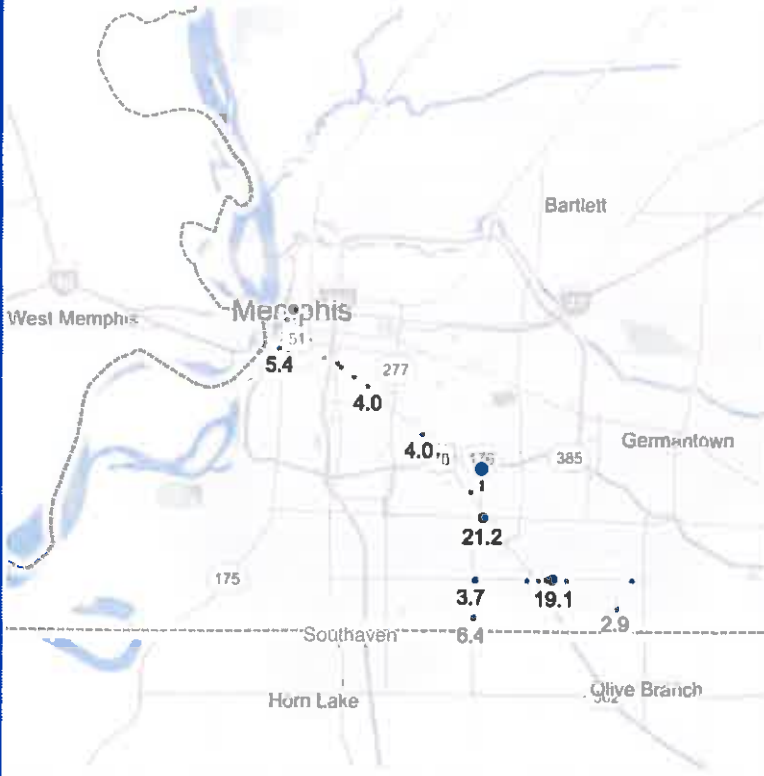 Bartlett
West Memphis
Memphis
51
5.4
277
4.0
4.0
Germantown
385
1
21.2
175
3.7
19.1
6.4
2.9
Southaven
Horn Lake
Olive Branch